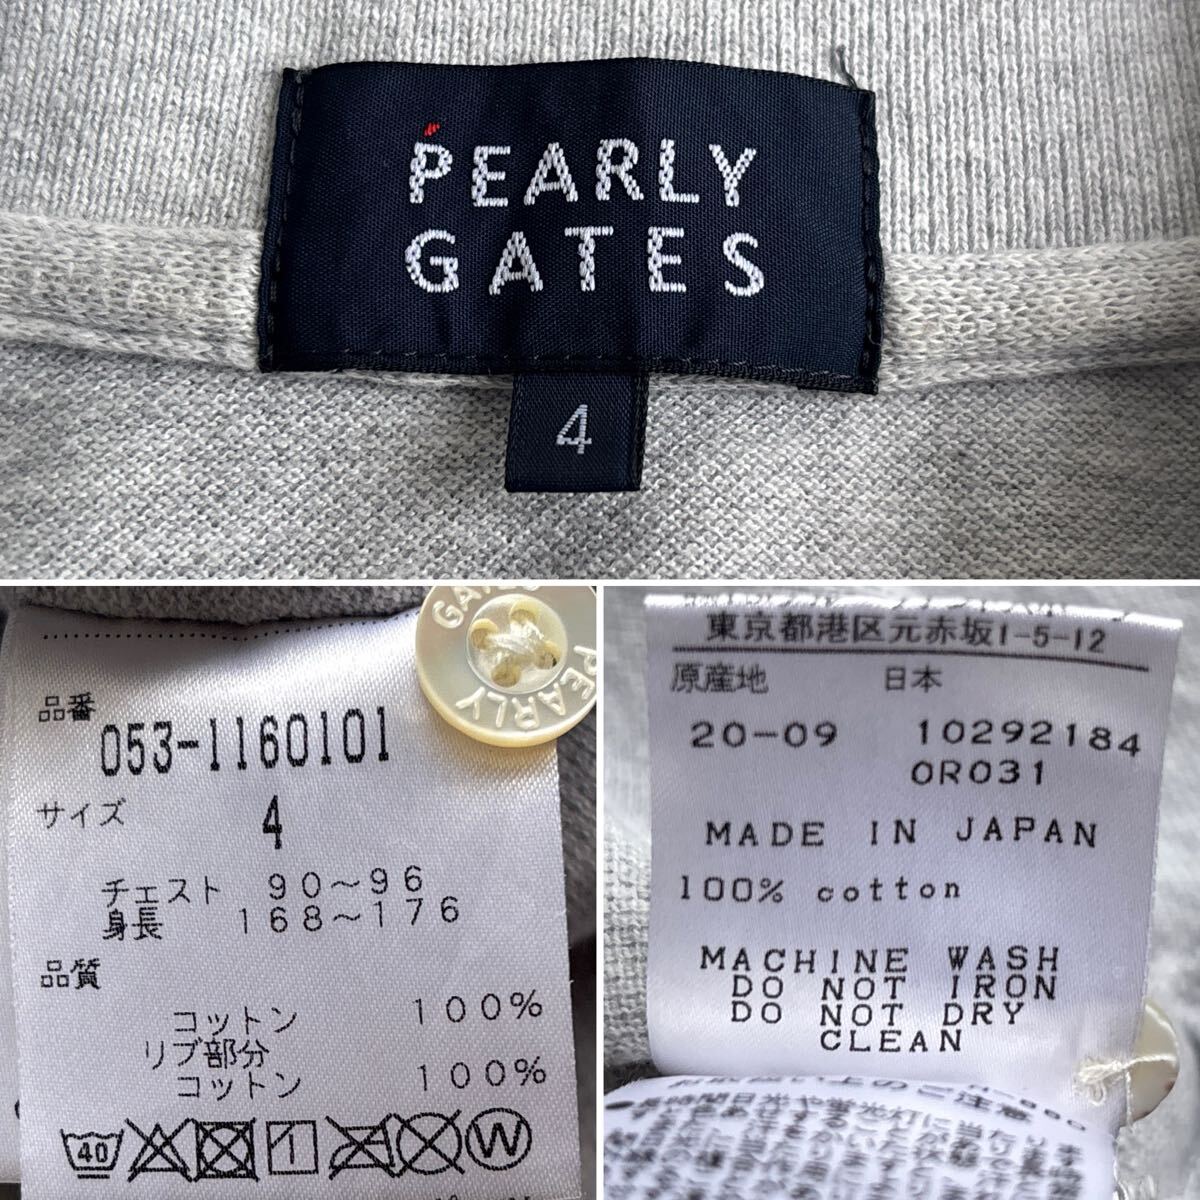 PEARLY
GATES
4
GATES PEARLY
品番
053-1160101
サイズ
4
チェスト 90～96
身長 168～176
品質
コットン 100%
リブ部分
コットン 100%
40
W
東京都港区元赤坂1-5-12
原産地 日本
20-09 10292184
0R031
MADE IN JAPAN
100% cotton
MACHINE WASH
DO NOT IRON
DO NOT DRY
CLEAN